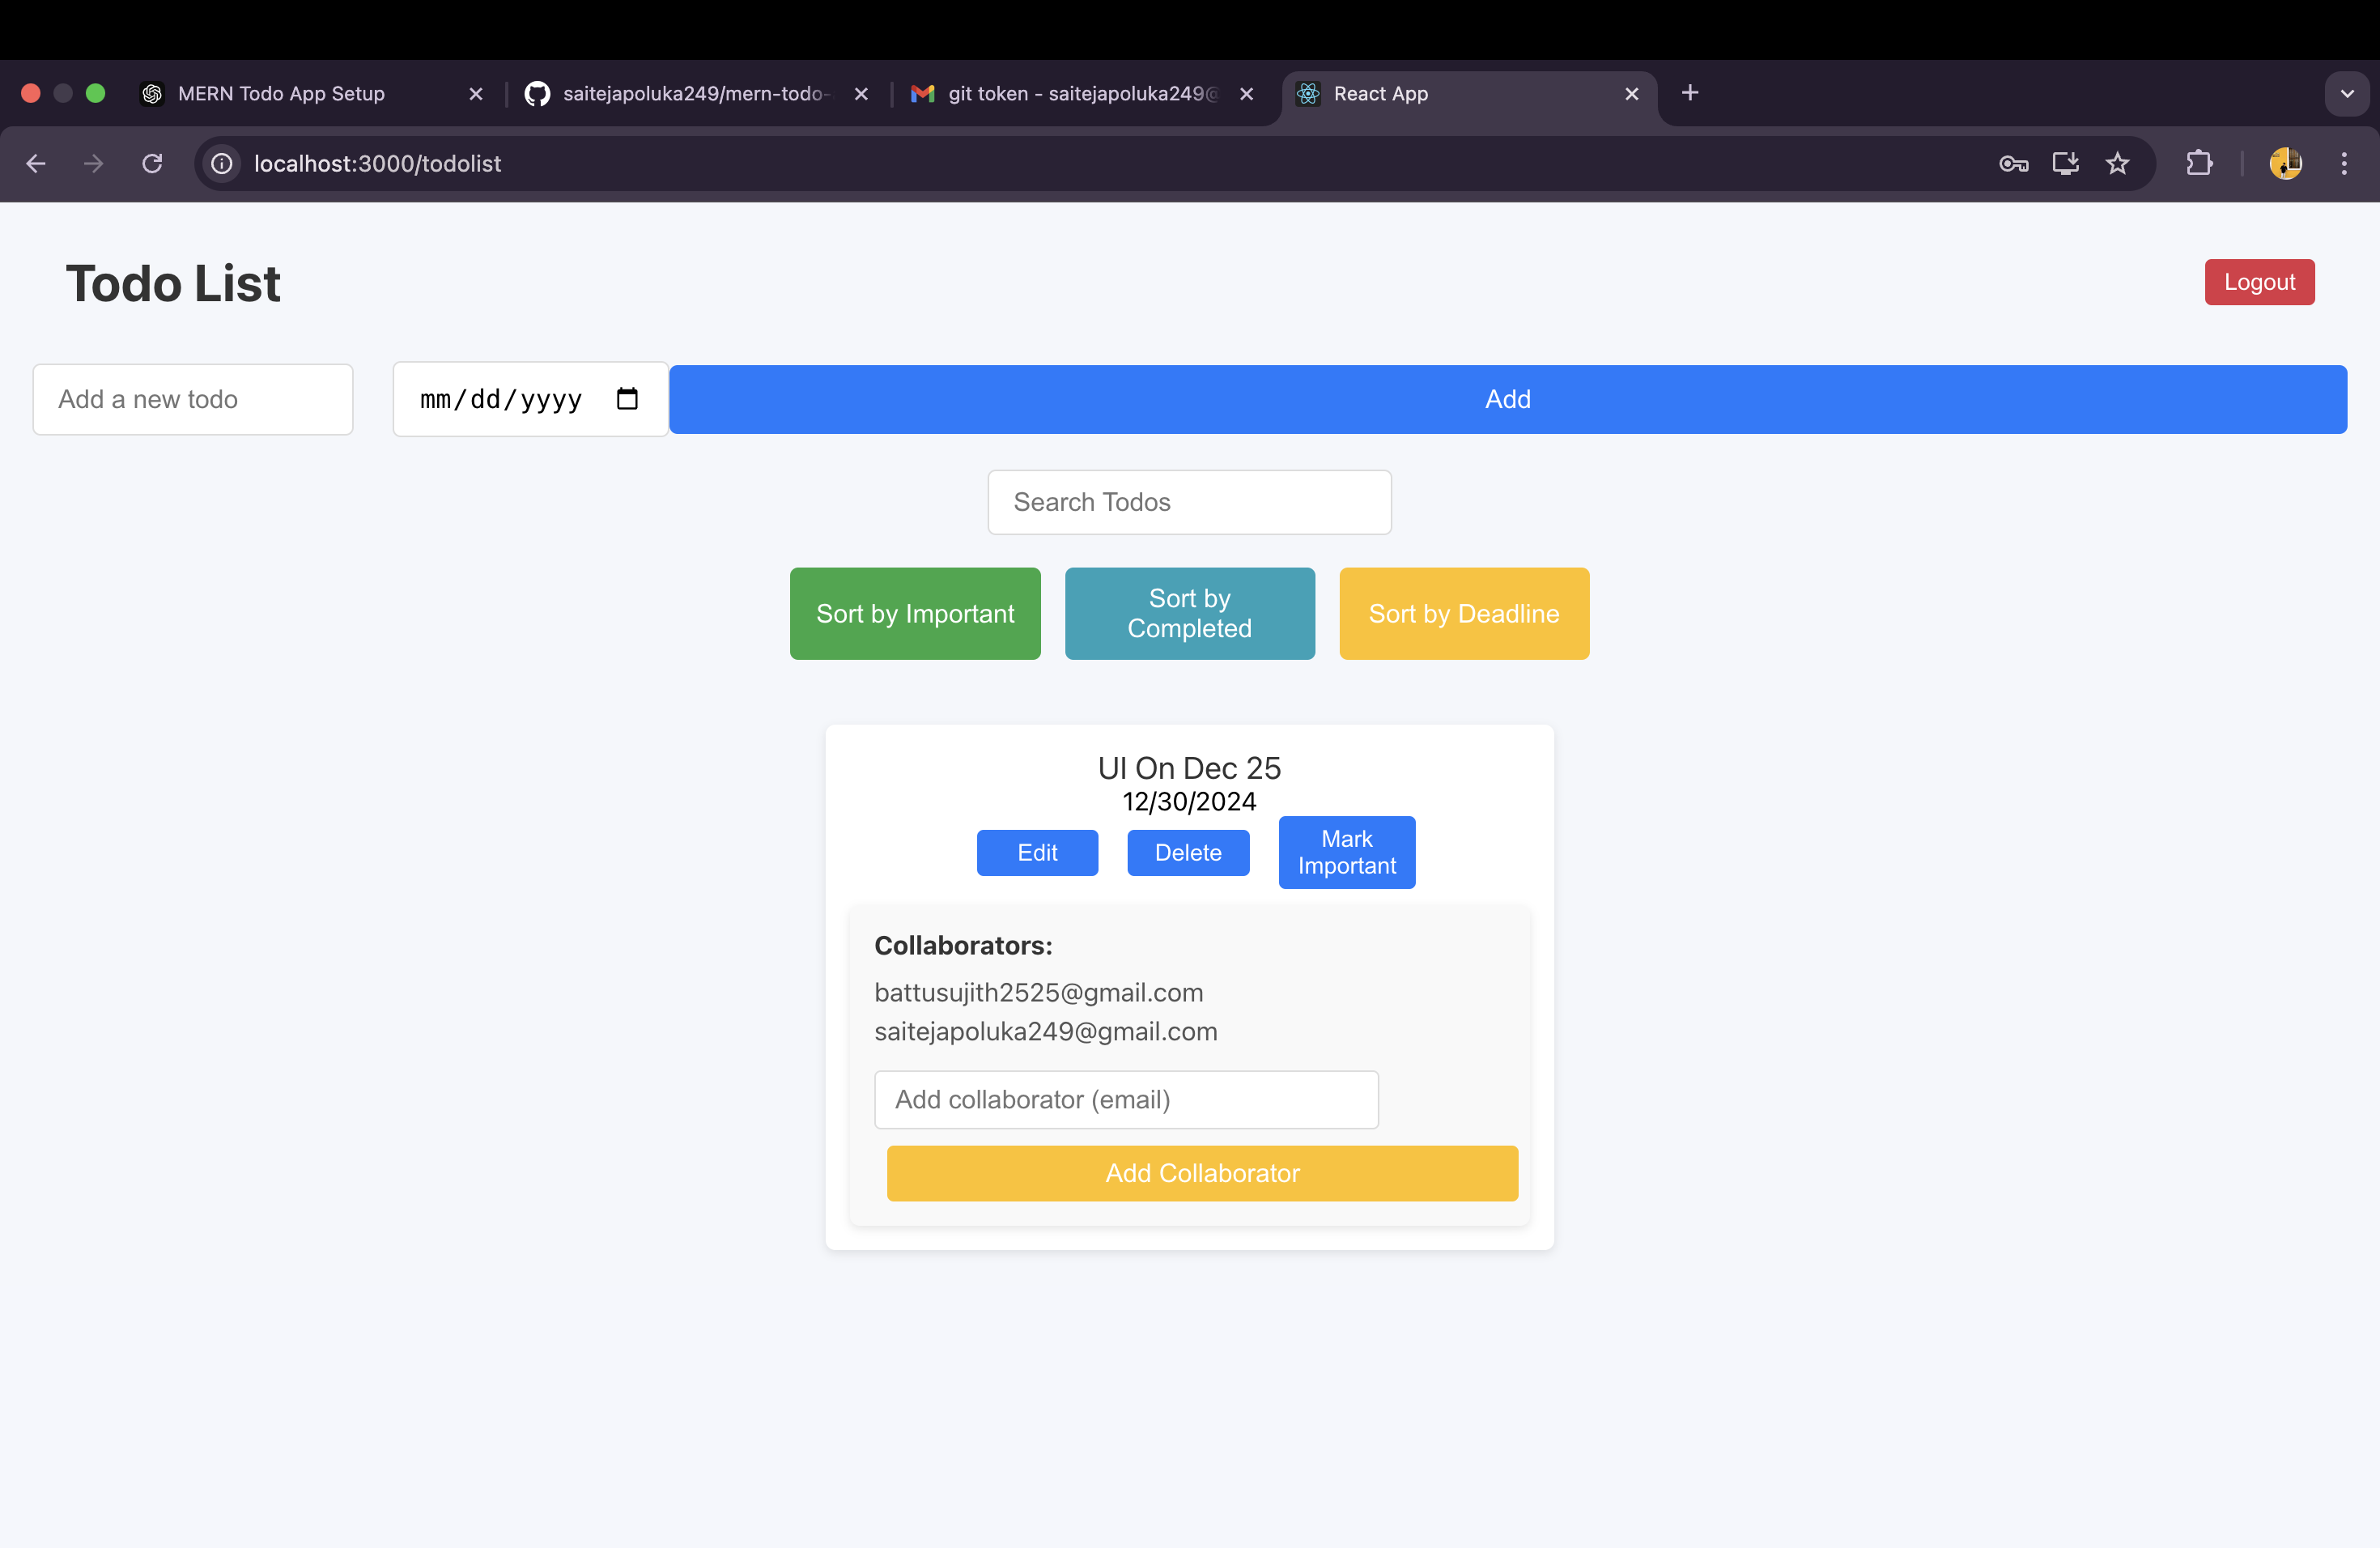 MERN Todo App Setup
saitejapoluka249/mern-todo-
git token - saitejapoluka249@
React App
localhost:3000/todolist
Todo List
Logout
Add a new todo
mm/dd/yyyy
Add
Search Todos
Sort by Important
Sort by
Completed
Sort by Deadline
UI On Dec 25
12/30/2024
Edit
Delete
Mark
Important
Collaborators:
battusujith2525@gmail.com
saitejapoluka249@gmail.com
Add collaborator (email)
Add Collaborator